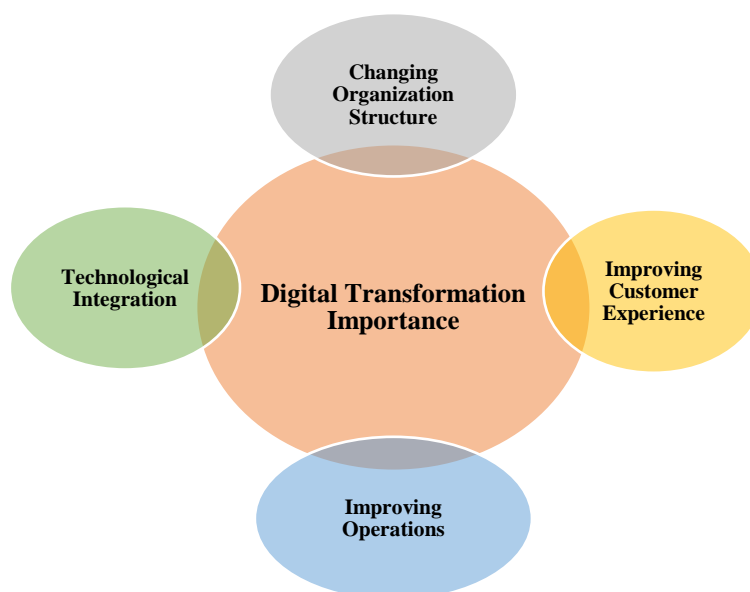 Changing
Organization
Structure
Technological
Integration
Digital Transformation
Importance
Improving
Customer
Experience
Improving
Operations